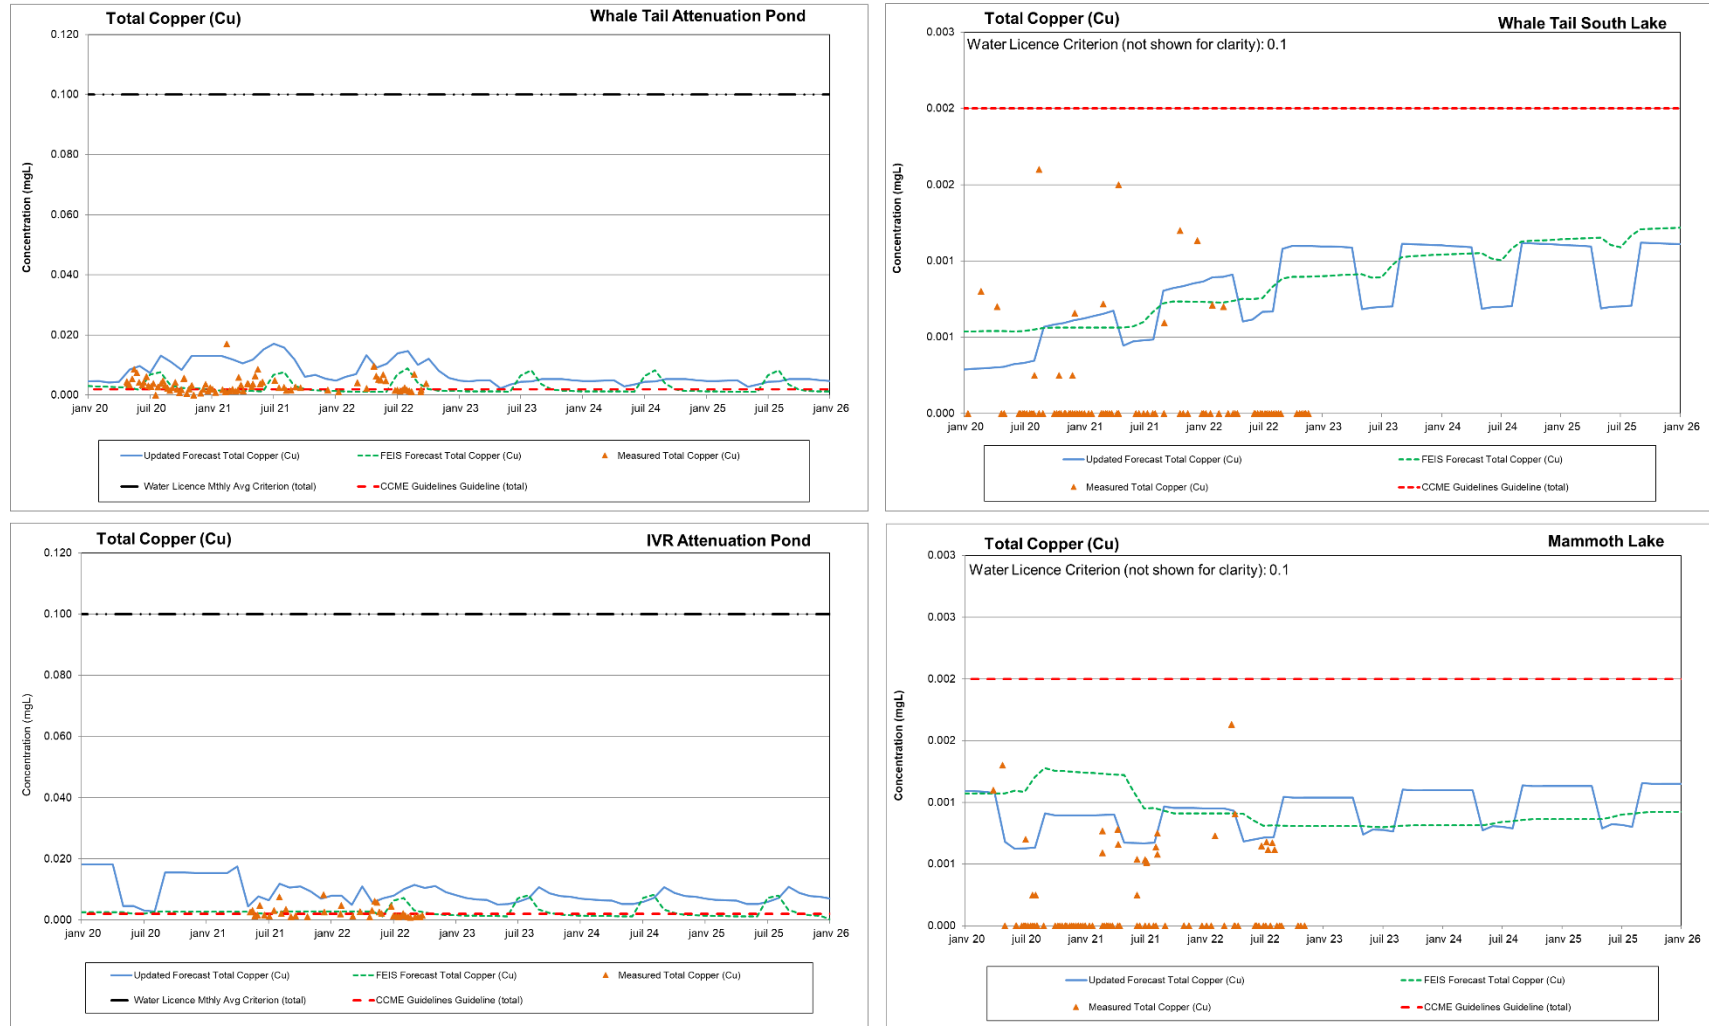 Total Copper (Cu)
Whale Tail Attenuation Pond
0.120
0.100
0.080
0.060
0.040
0.020
0.000
Concentration (mgL)
janv 20
juil 20
janv 21
juil 21
janv 22
juil 22
janv 23
juil 23
janv 24
juil 24
janv 25
juil 25
janv 26
Updated Forecast Total Copper (Cu)
FEIS Forecast Total Copper (Cu)
Measured Total Copper (Cu)
Water Licence Mthly Avg Criterion (total)
CCME Guidelines Guideline (total)
Total Copper (Cu)
Whale Tail South Lake
Water Licence Criterion (not shown for clarity): 0.1
0.003
0.002
0.002
0.001
0.001
0.000
Concentration (mgL)
janv 20
juil 20
janv 21
juil 21
janv 22
juil 22
janv 23
juil 23
janv 24
juil 24
janv 25
juil 25
janv 26
Updated Forecast Total Copper (Cu)
FEIS Forecast Total Copper (Cu)
Measured Total Copper (Cu)
CCME Guidelines Guideline (total)
Total Copper (Cu)
IVR Attenuation Pond
0.120
0.100
0.080
0.060
0.040
0.020
0.000
Concentration (mgL)
janv 20
juil 20
janv 21
juil 21
janv 22
juil 22
janv 23
juil 23
janv 24
juil 24
janv 25
juil 25
janv 26
Updated Forecast Total Copper (Cu)
FEIS Forecast Total Copper (Cu)
Measured Total Copper (Cu)
Water Licence Mthly Avg Criterion (total)
CCME Guidelines Guideline (total)
Total Copper (Cu)
Mammoth Lake
Water Licence Criterion (not shown for clarity): 0.1
0.003
0.003
0.002
0.002
0.001
0.001
0.000
Concentration (mgL)
janv 20
juil 20
janv 21
juil 21
janv 22
juil 22
janv 23
juil 23
janv 24
juil 24
janv 25
juil 25
janv 26
Updated Forecast Total Copper (Cu)
FEIS Forecast Total Copper (Cu)
Measured Total Copper (Cu)
CCME Guidelines Guideline (total)